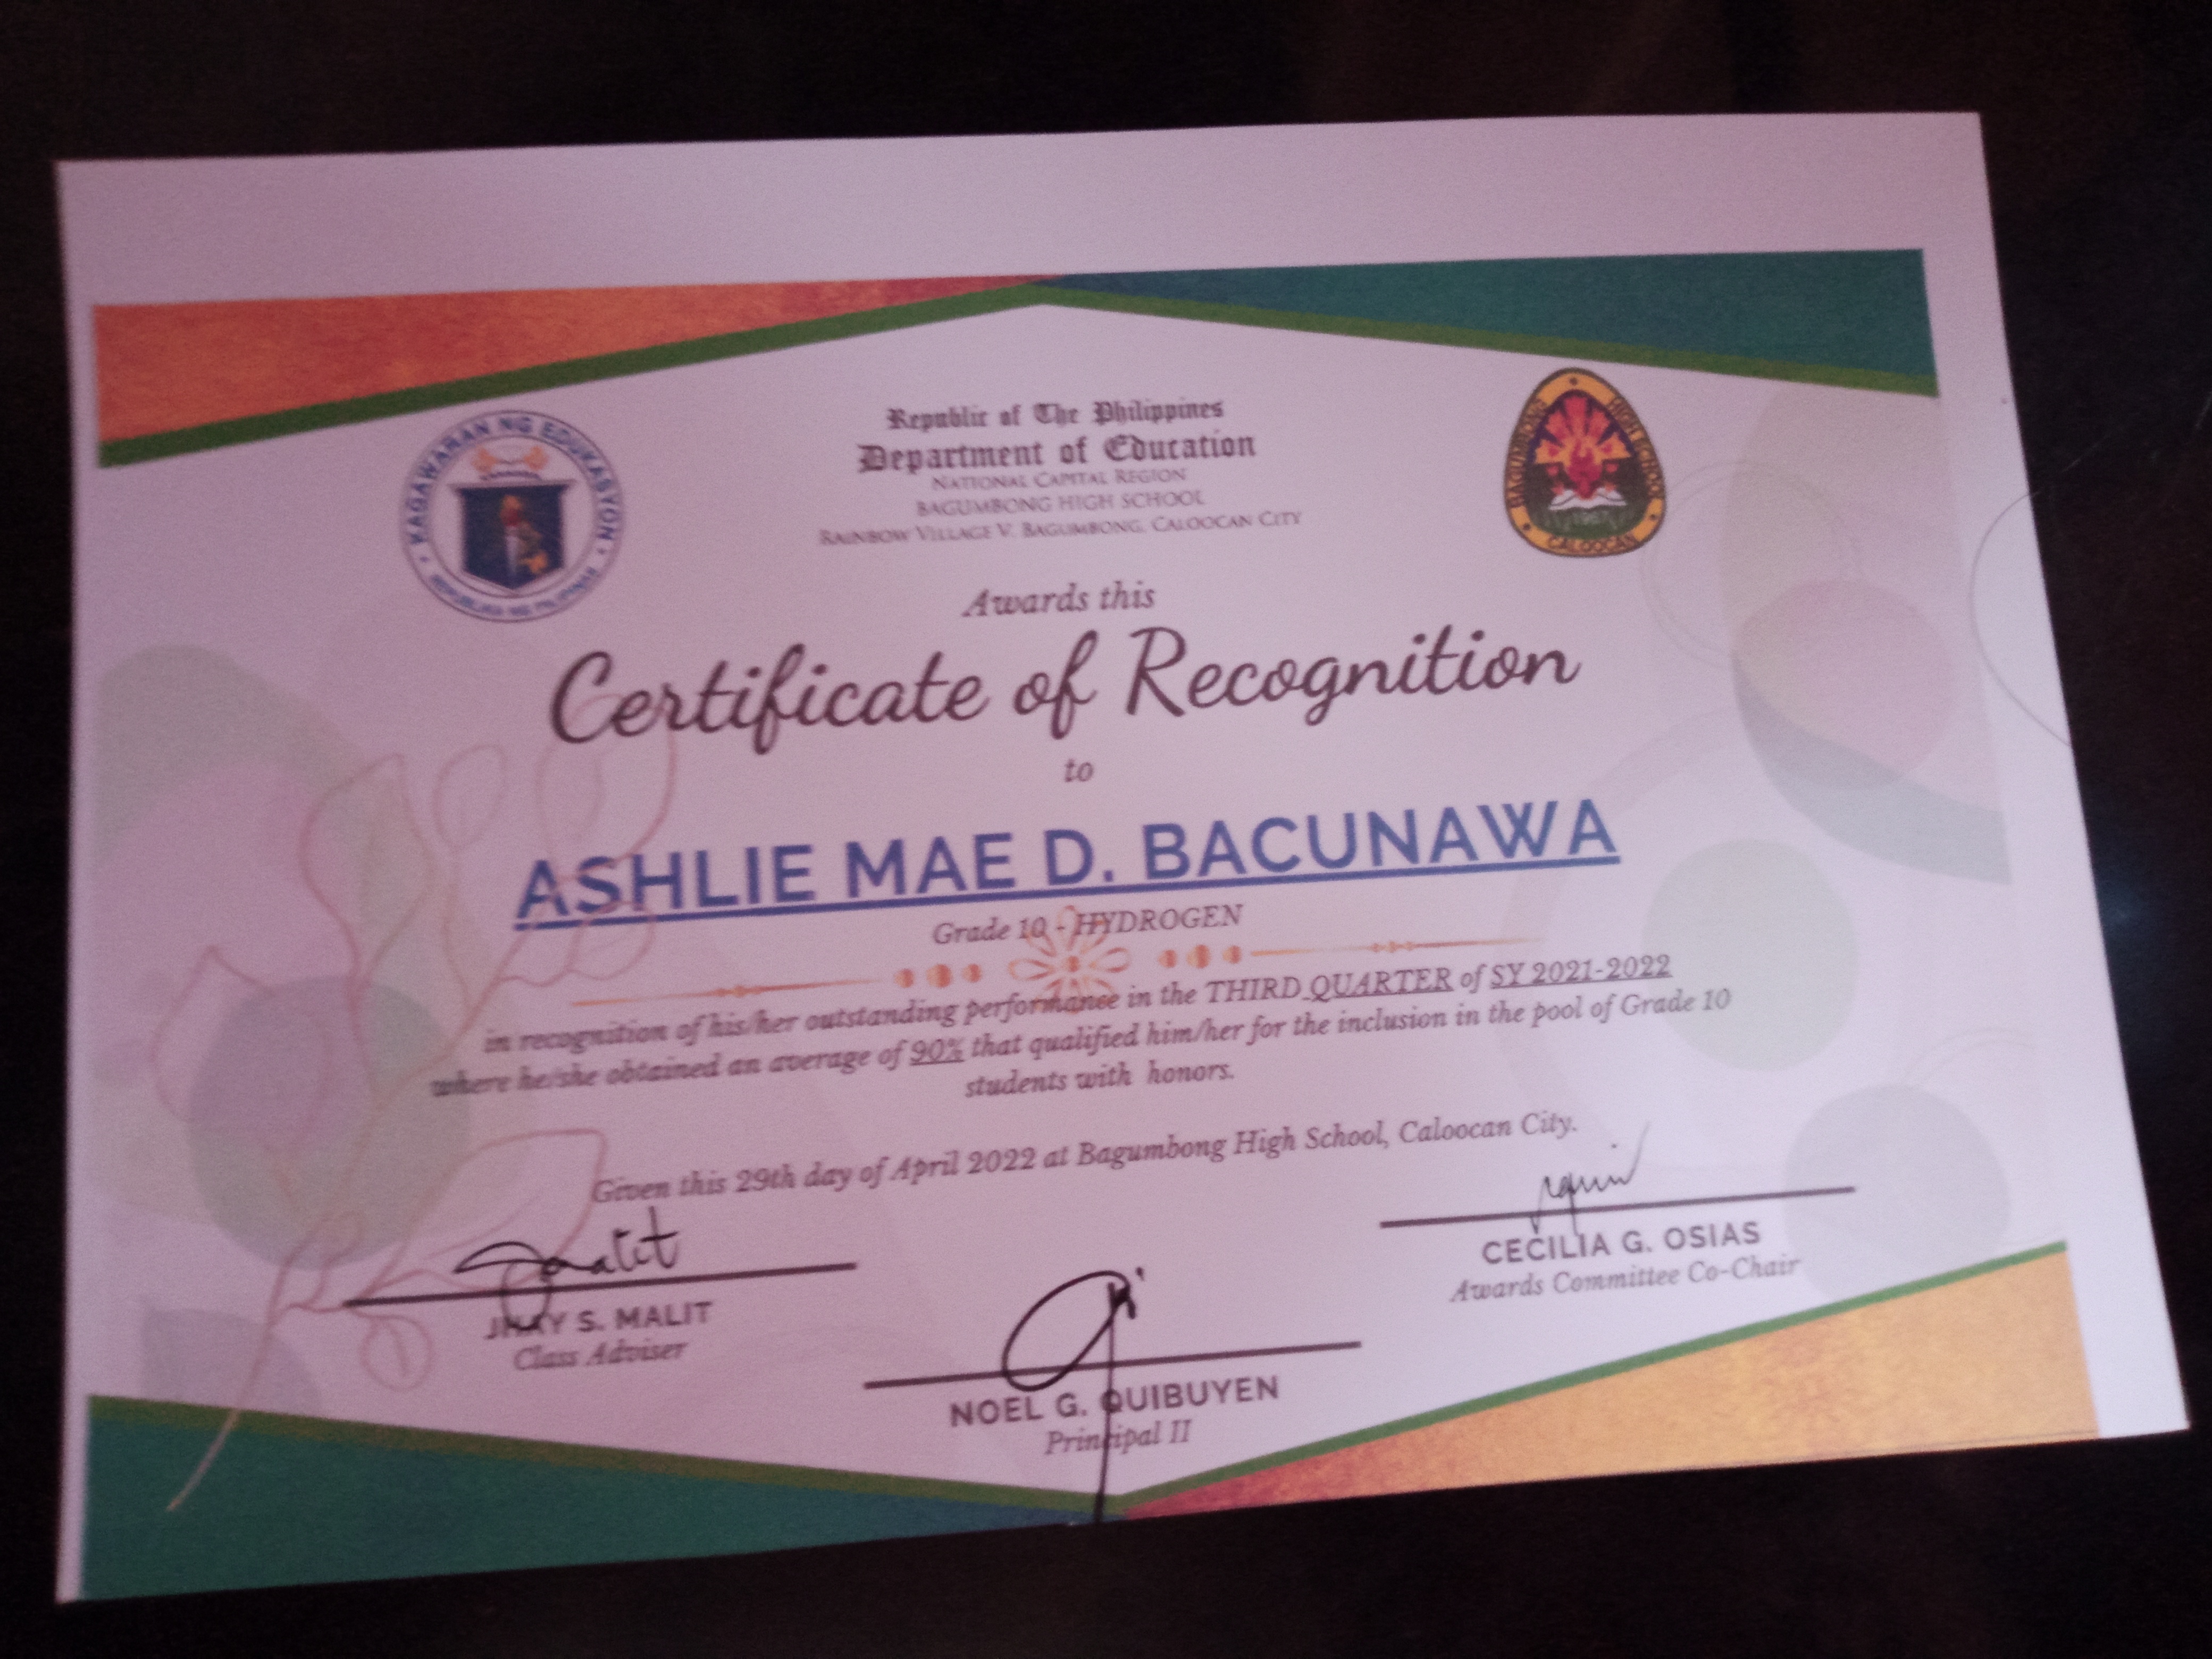 KAGAWARAN NG EDUKASYON
REPUBLIKA NG PILIPINAS
Republic of The Philippines
Department of Education
NATIONAL CAPITAL REGION
BAGUMBONG HIGH SCHOOL
RAINBOW VILLAGE V, BAGUMBONG, CALOOCAN CITY
BAGUMBONG HIGH SCHOOL
CALOOCAN
Awards this
Certificate of Recognition
to
ASHLIE MAE D. BACUNAWA
Grade 10 - HYDROGEN
in recognition of his/her outstanding performance in the THIRD QUARTER of SY 2021-2022
where he/she obtained an average of 90% that qualified him/her for the inclusion in the pool of Grade 10
students with honors.
Given this 29th day of April 2022 at Bagumbong High School, Caloocan City.
JHAY S. MALIT
Class Adviser
NOEL G. QUIBUYEN
Principal II
CECILIA G. OSIAS
Awards Committee Co-Chair